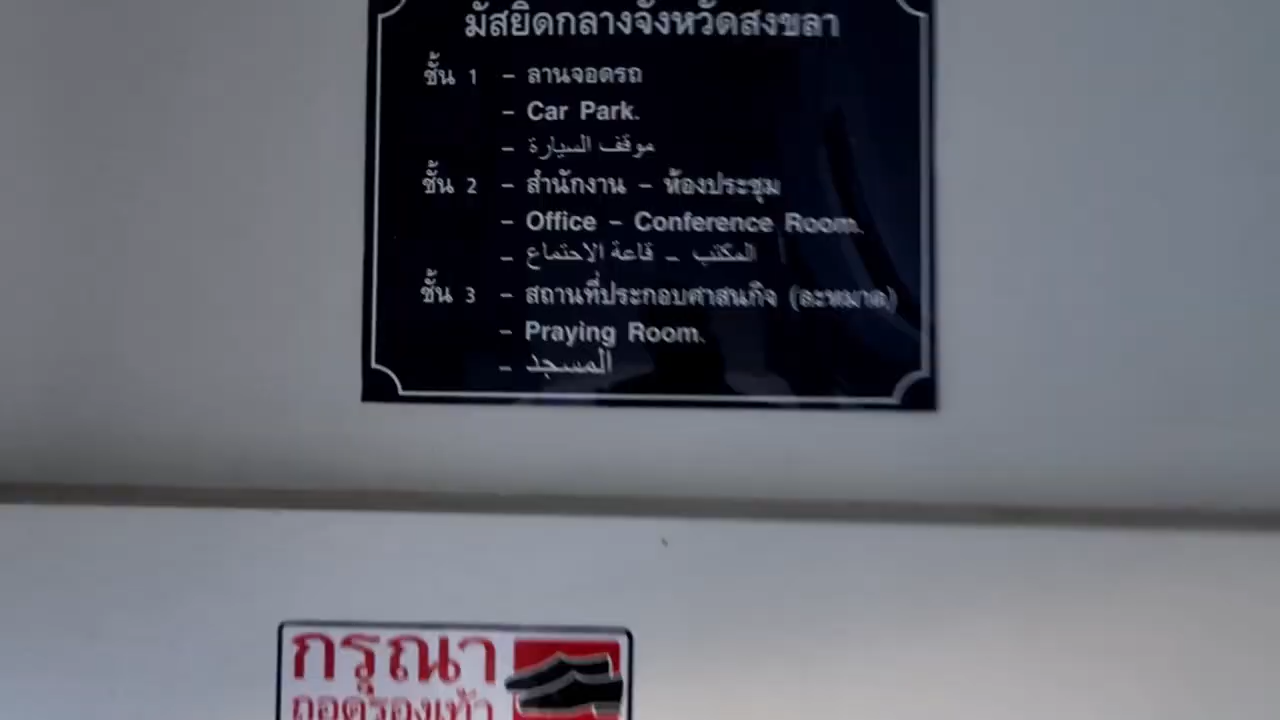 มัสยิดกลางจังหวัดสงขลา
ชั้น 1 - ลานจอดรถ
- Car Park.
- موقف السيارة
ชั้น 2 - สำนักงาน - ห้องประชุม
- Office - Conference Room.
- المكتب - قاعة الاجتماع
ชั้น 3 - สถานที่ประกอบศาสนกิจ (ละหมาด)
- Praying Room.
- المسجد
กรุณา
ถอดรองเท้า